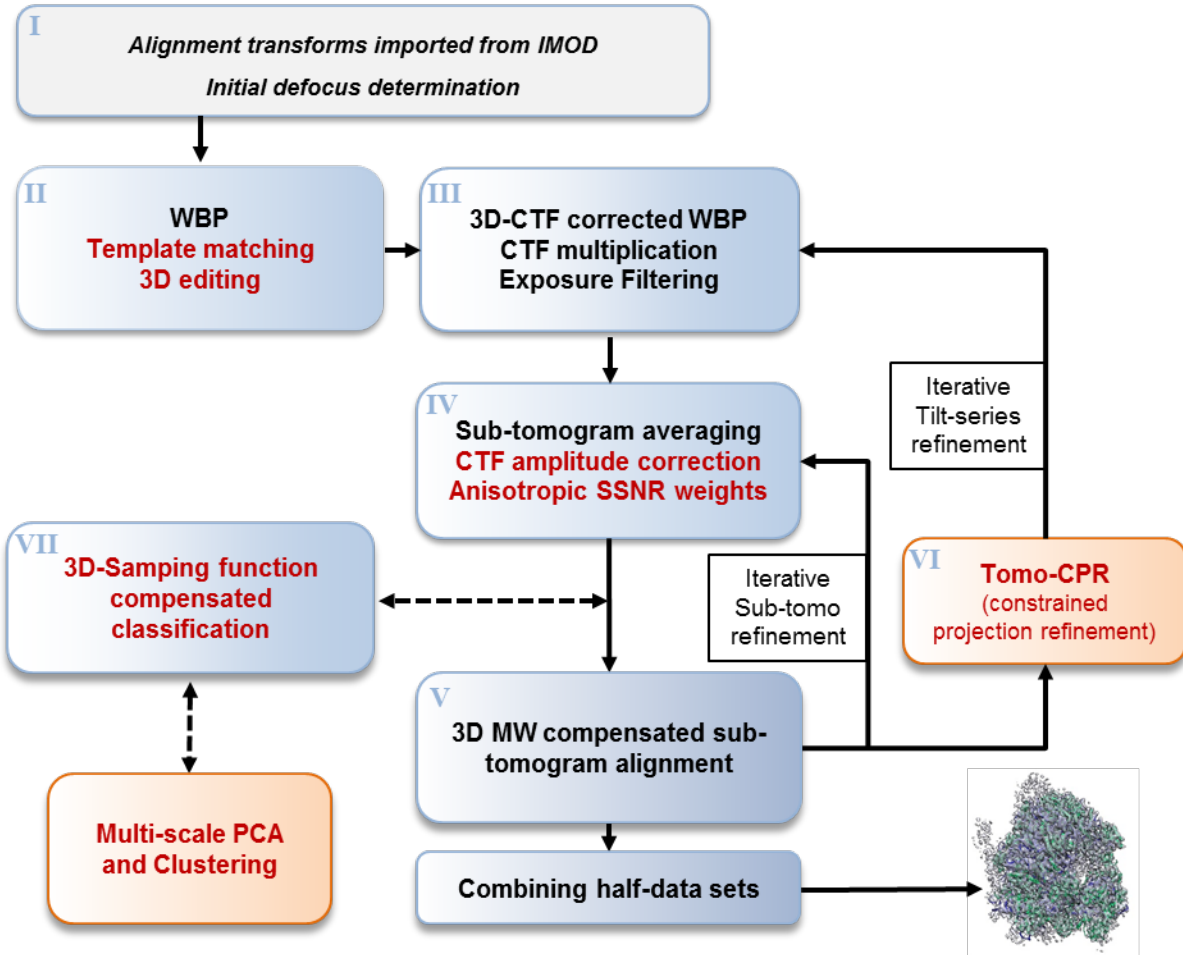 I
Alignment transforms imported from IMOD
Initial defocus determination
II
WBP
Template matching
3D editing
III
3D-CTF corrected WBP
CTF multiplication
Exposure Filtering
Iterative
Tilt-series
refinement
IV
Sub-tomogram averaging
CTF amplitude correction
Anisotropic SSNR weights
VII
3D-Samping function
compensated
classification
Iterative
Sub-tomo
refinement
VI
Tomo-CPR
(constrained
projection refinement)
V
3D MW compensated sub-
tomogram alignment
Multi-scale PCA
and Clustering
Combining half-data sets